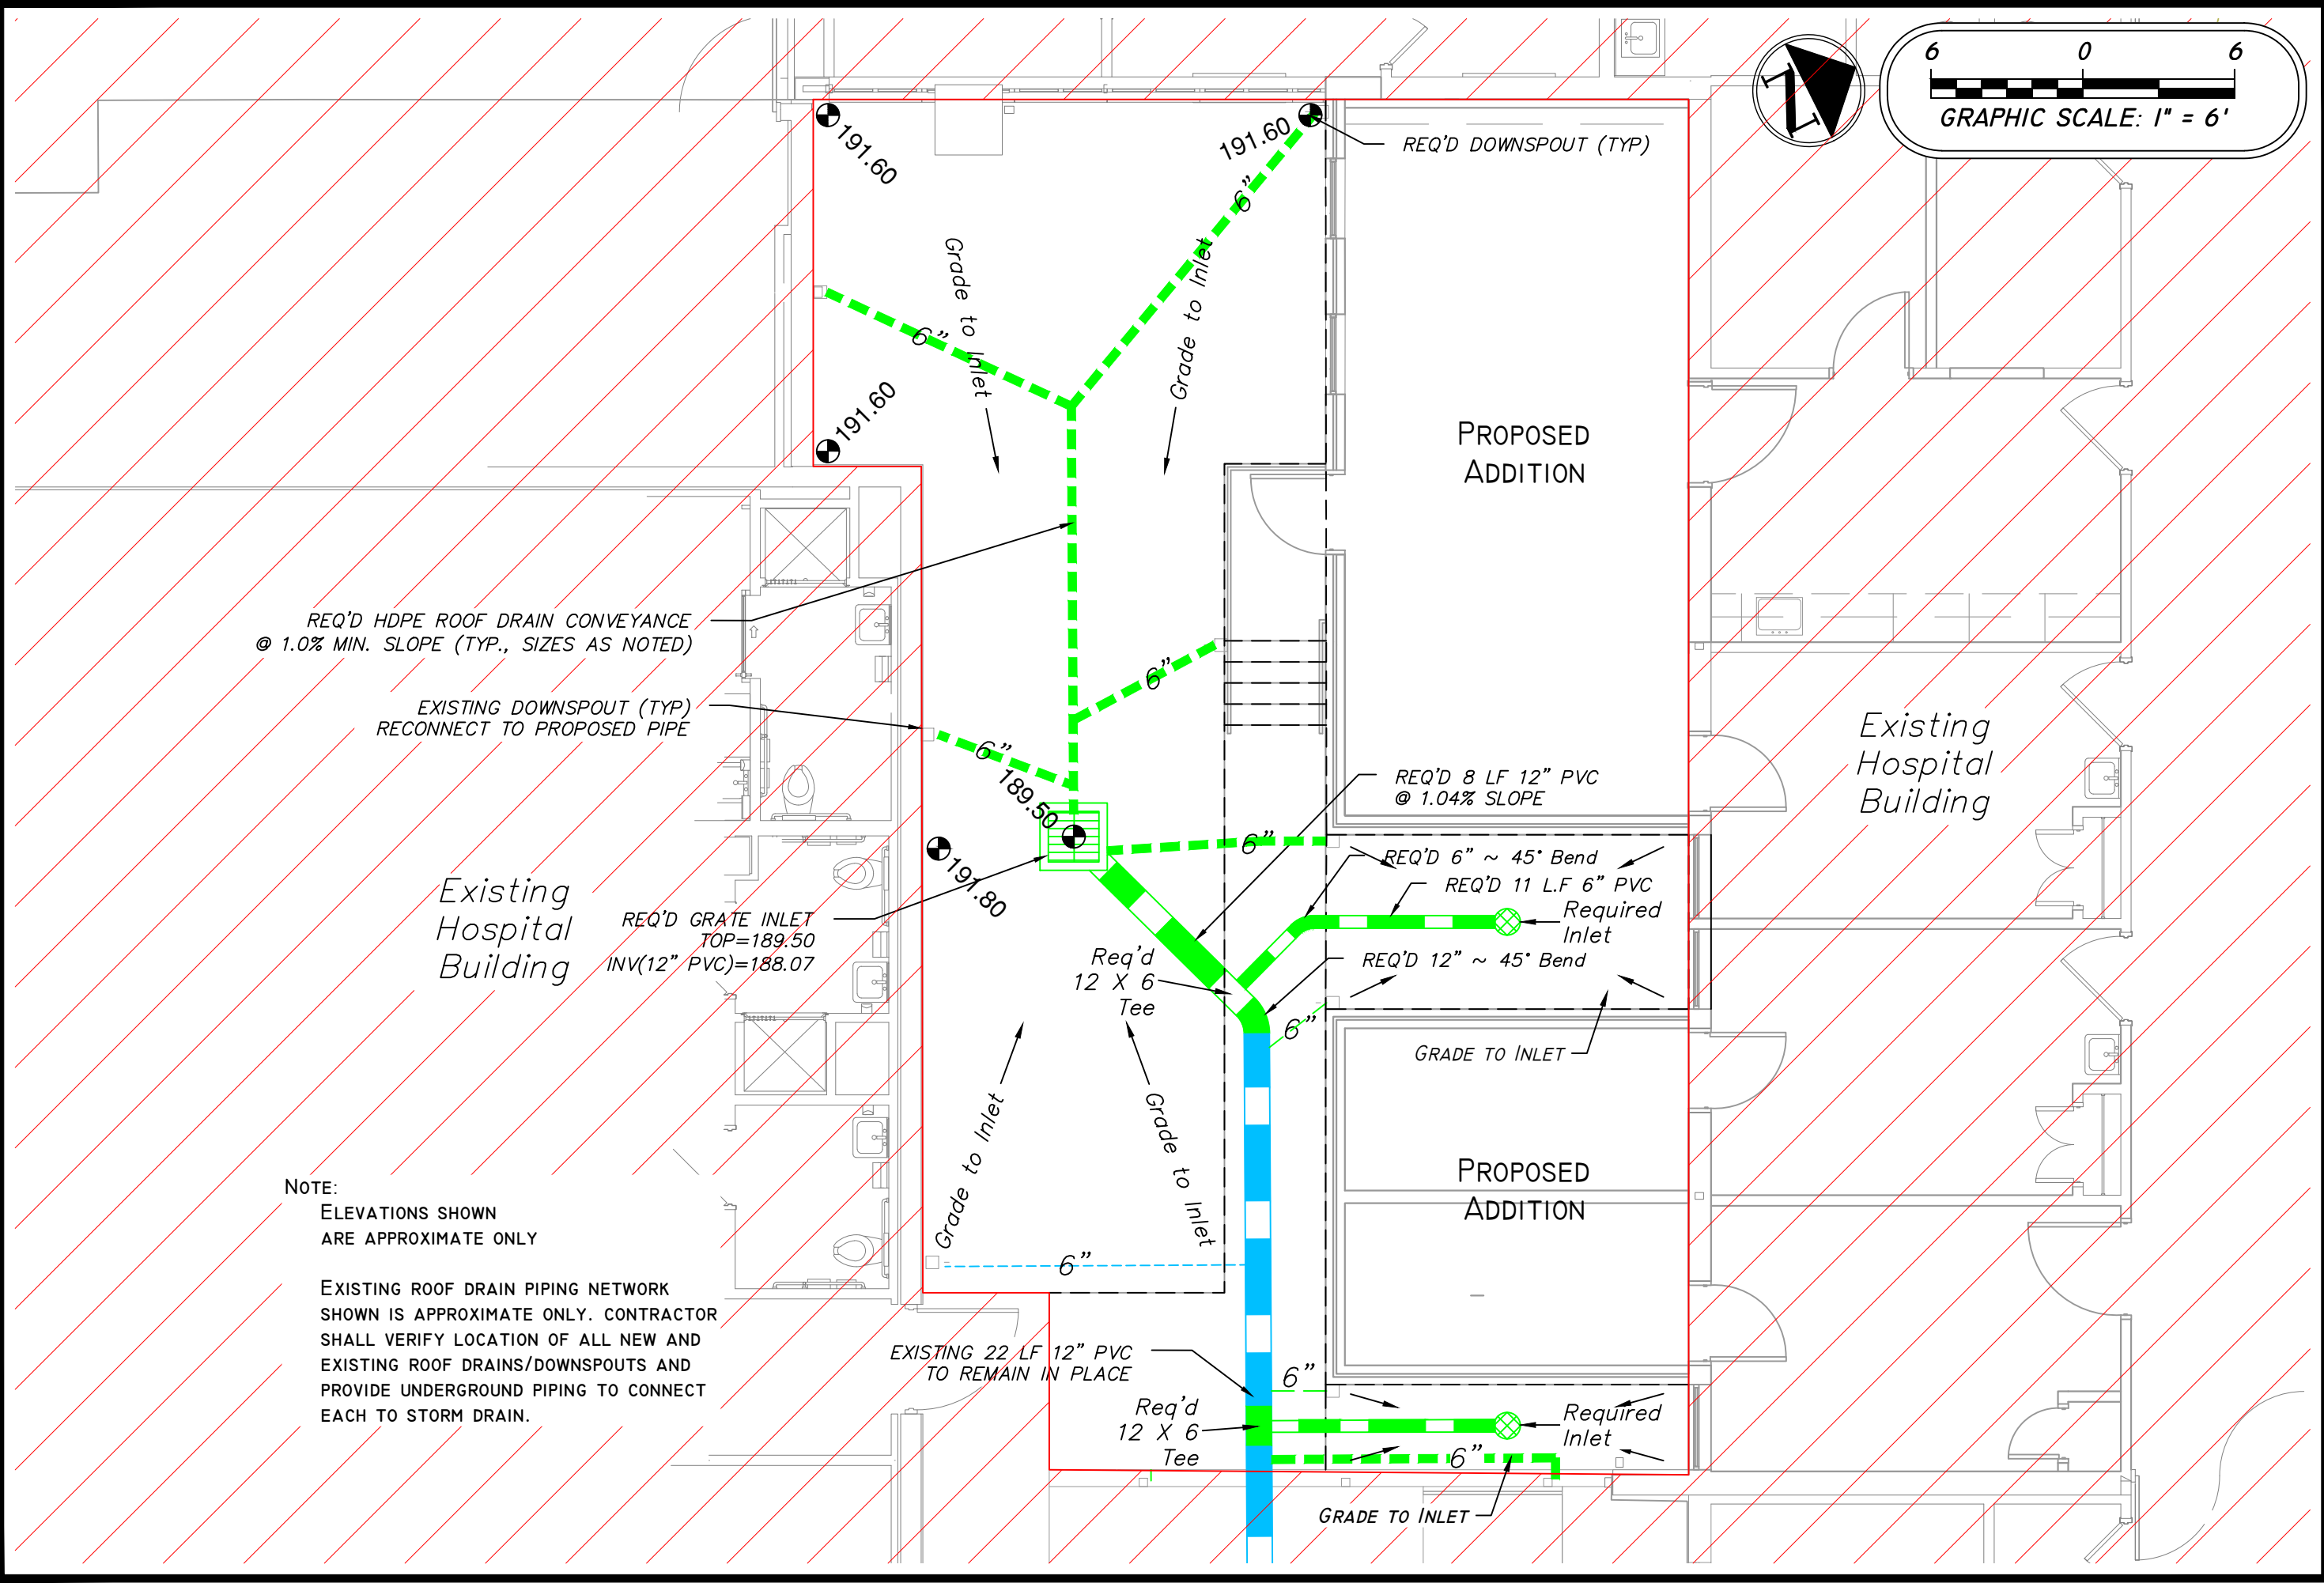 6 0 6
GRAPHIC SCALE: 1" = 6'
N
191.60
191.60
REQ'D DOWNSPOUT (TYP)
6"
Grade to Inlet
Grade to Inlet
6"
191.60
PROPOSED
ADDITION
REQ'D HDPE ROOF DRAIN CONVEYANCE
@ 1.0% MIN. SLOPE (TYP., SIZES AS NOTED)
6"
EXISTING DOWNSPOUT (TYP)
RECONNECT TO PROPOSED PIPE
6"
189.50
Existing
Hospital
Building
REQ'D 8 LF 12" PVC
@ 1.04% SLOPE
6"
REQ'D 6" ~ 45° Bend
REQ'D 11 L.F 6" PVC
Required
Inlet
191.80
Existing
Hospital
Building
REQ'D GRATE INLET
TOP=189.50
INV(12" PVC)=188.07
Req'd
12 X 6
Tee
REQ'D 12" ~ 45° Bend
6"
GRADE TO INLET
Grade to Inlet
Grade to Inlet
PROPOSED
ADDITION
6"
NOTE:
ELEVATIONS SHOWN
ARE APPROXIMATE ONLY
EXISTING ROOF DRAIN PIPING NETWORK
SHOWN IS APPROXIMATE ONLY. CONTRACTOR
SHALL VERIFY LOCATION OF ALL NEW AND
EXISTING ROOF DRAINS/DOWNSPOUTS AND
PROVIDE UNDERGROUND PIPING TO CONNECT
EACH TO STORM DRAIN.
EXISTING 22 LF 12" PVC
TO REMAIN IN PLACE
6"
Req'd
12 X 6
Tee
Required
Inlet
6"
GRADE TO INLET